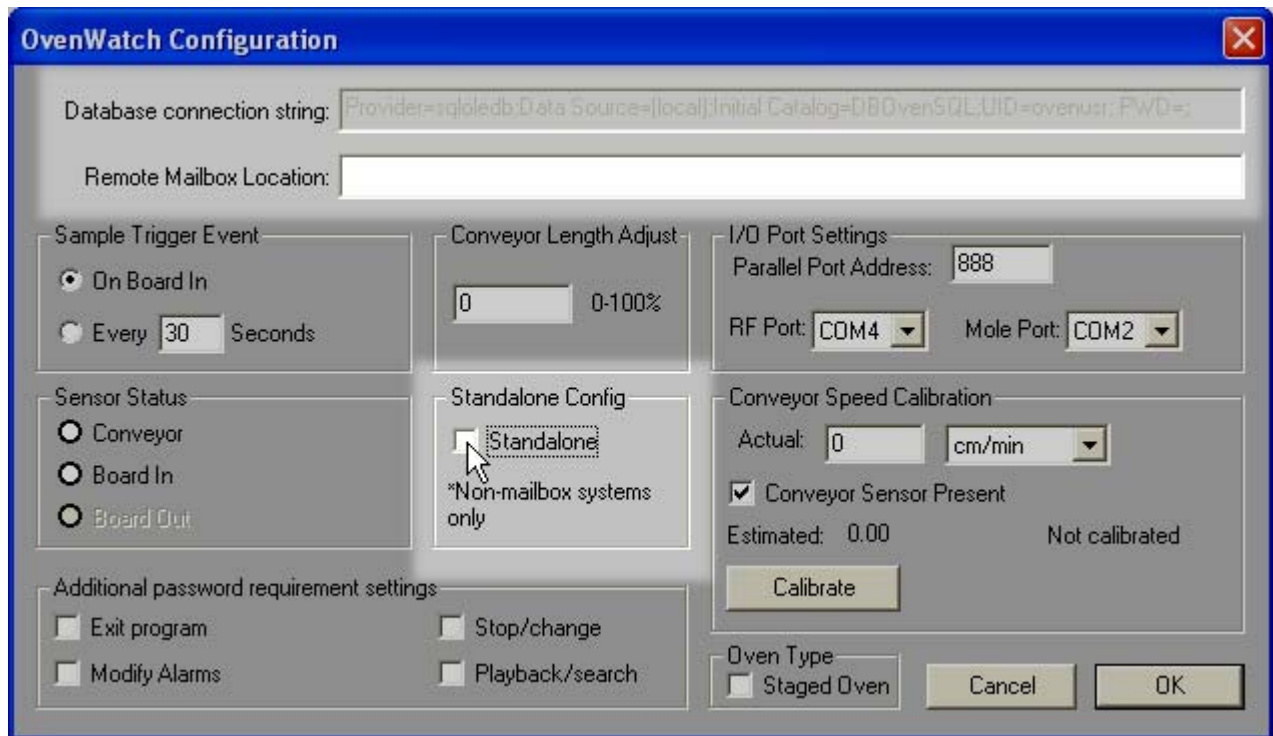 OvenWatch Configuration
Database connection string: Provider=sqloledb;Data Source=(local);Initial Catalog=DBOvenSQL;UID=ovenusr; PWD=;
Remote Mailbox Location:
Sample Trigger Event
On Board In
Every 30 Seconds
Conveyor Length Adjust
0 0-100%
I/O Port Settings
Parallel Port Address: 888
RF Port: COM4 Mole Port: COM2
Sensor Status
Conveyor
Board In
Board Out
Standalone Config
Standalone
*Non-mailbox systems
only
Conveyor Speed Calibration
Actual: 0 cm/min
Conveyor Sensor Present
Estimated: 0.00 Not calibrated
Calibrate
Additional password requirement settings
Exit program Stop/change
Modify Alarms Playback/search
Oven Type
Staged Oven
Cancel OK